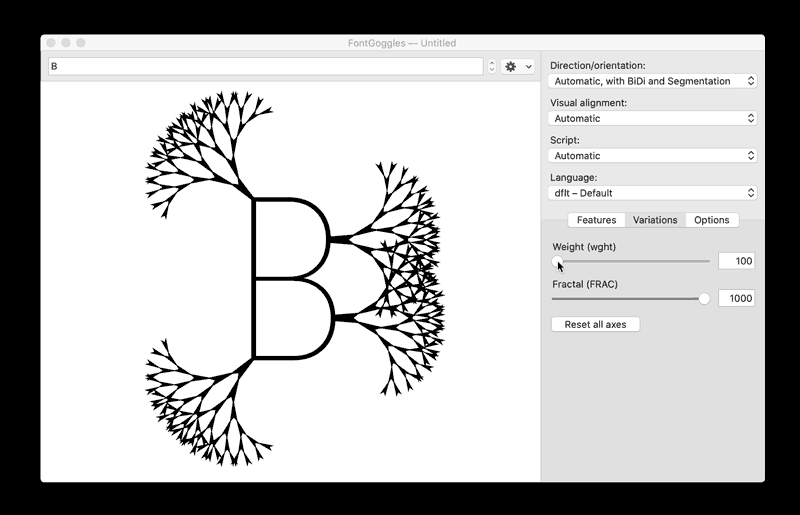 FontGoggles — Untitled
B
Direction/orientation:
Automatic, with BiDi and Segmentation
Visual alignment:
Automatic
Script:
Automatic
Language:
dflt – Default
Features Variations Options
Weight (wght)
100
Fractal (FRAC)
1000
Reset all axes
B